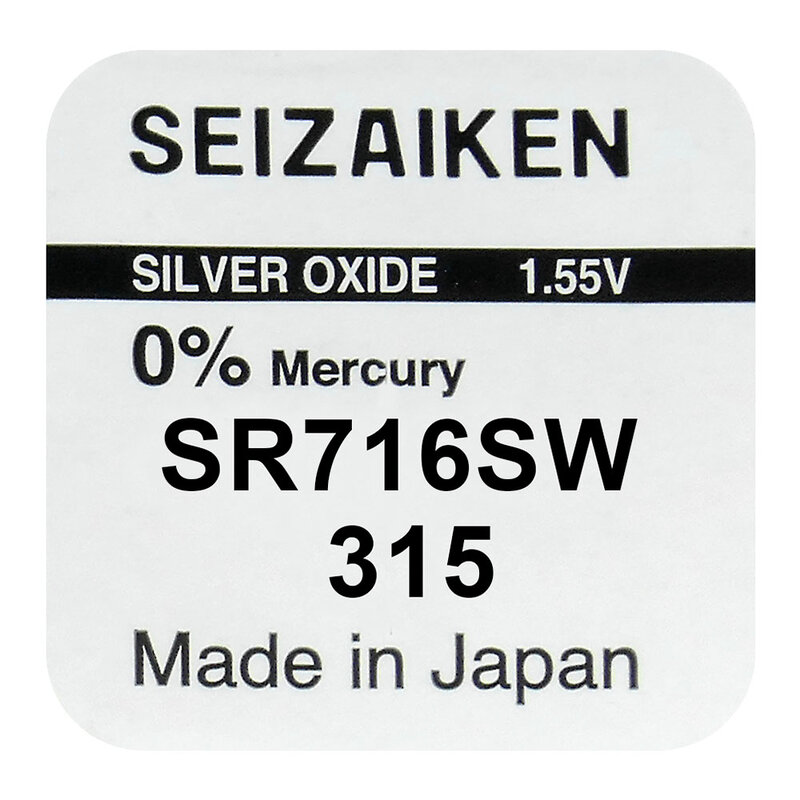 SEIZAIKEN
SILVER OXIDE 1.55V
0% Mercury
SR716SW
315
Made in Japan